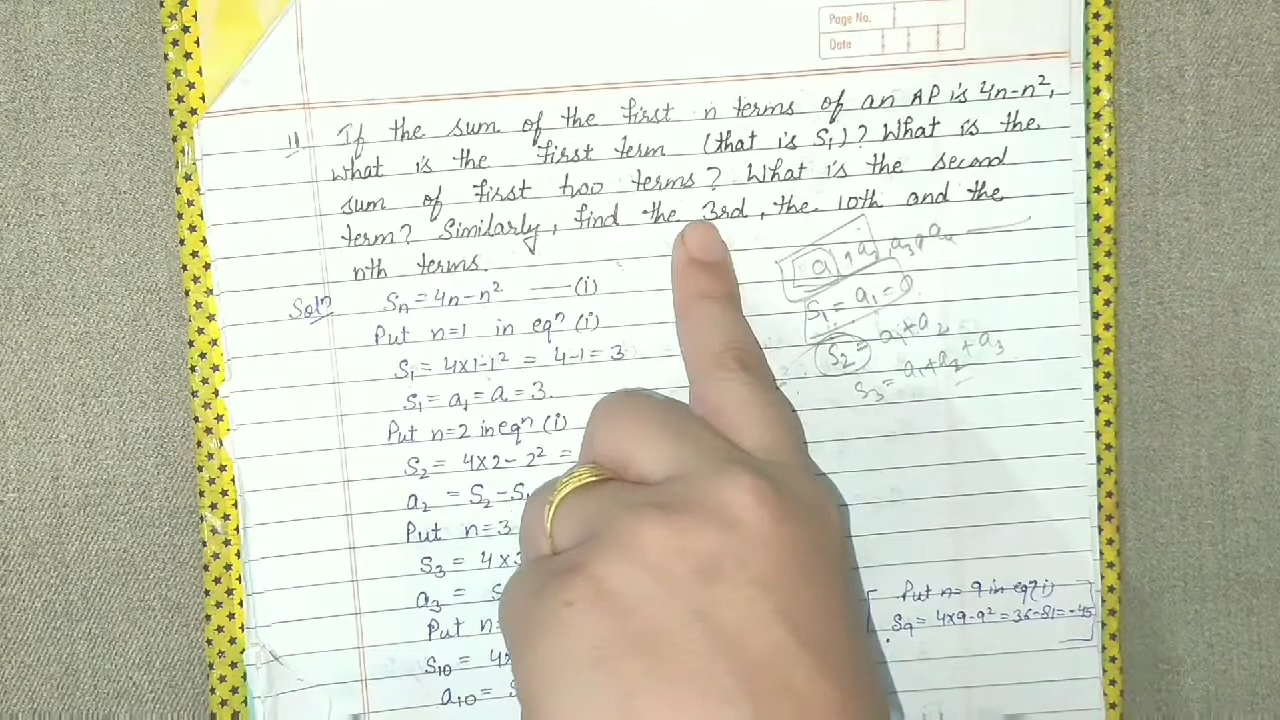 Page No.
Date
11 If the sum of the first n terms of an AP is 4n-n²,
what is the first term (that is S₁)? What is the
sum of first two terms? What is the second
term? Similarly, find the 3rd, the 10th and the
nth terms.
Solⁿ Sn = 4n-n² —(i)
Put n=1 in eqⁿ (i)
S₁ = 4×1-1² = 4-1 = 3
S₁ = a₁ = a = 3.
Put n=2 in eqⁿ (i)
S₂ = 4×2-2² =
a₂ = S₂-S₁
Put n=3
S₃ = 4×3
a₃ = S
Put n=
S₁₀ = 4×
a₁₀ = S
S₁ = a₁ = a
S₂ = a₁+a₂
S₃ = a₁+a₂+a₃
Put n=9 in eqⁿ(i)
S₉ = 4×9-9² = 36-81 = -45